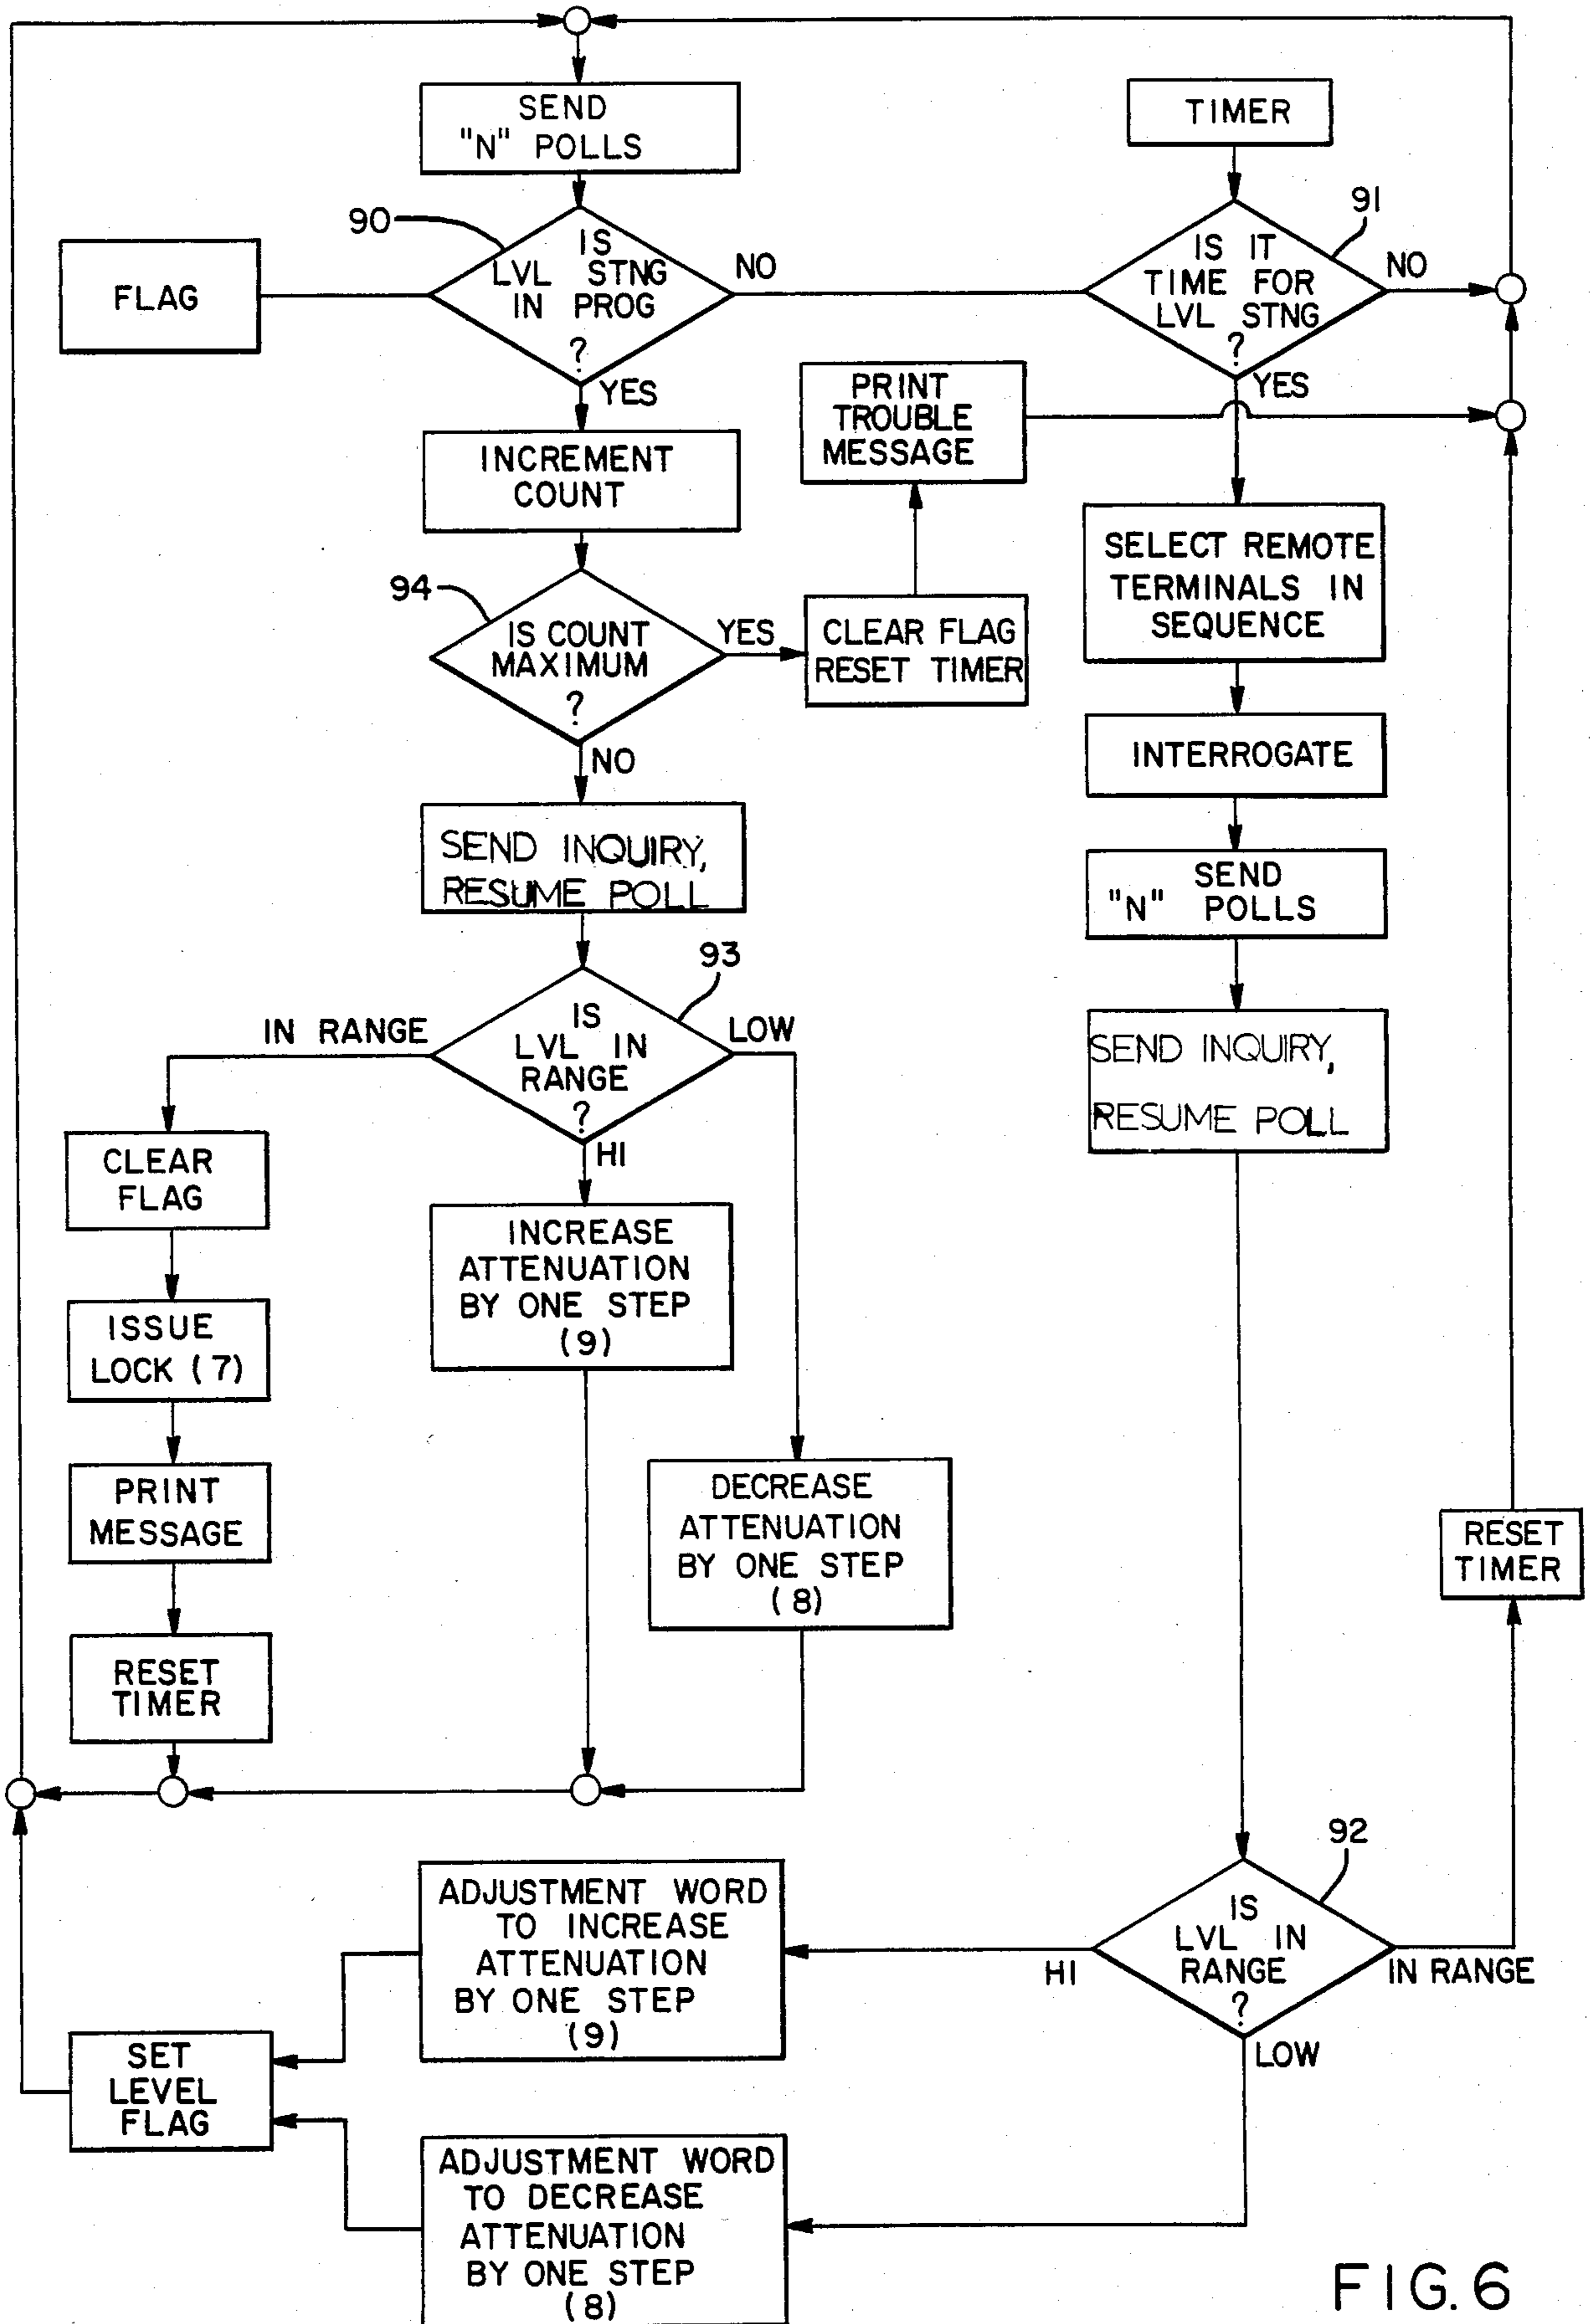 SEND
"N" POLLS
TIMER
90
IS
LVL STNG
IN PROG
?
NO
FLAG
91
IS IT
TIME FOR
LVL STNG
?
NO
YES
YES
PRINT
TROUBLE
MESSAGE
INCREMENT
COUNT
SELECT REMOTE
TERMINALS IN
SEQUENCE
94
IS COUNT
MAXIMUM
?
YES
CLEAR FLAG
RESET TIMER
NO
INTERROGATE
SEND INQUIRY,
RESUME POLL
SEND
"N" POLLS
93
IS
LVL IN
RANGE
?
IN RANGE
LOW
HI
SEND INQUIRY,
RESUME POLL
CLEAR
FLAG
INCREASE
ATTENUATION
BY ONE STEP
(9)
ISSUE
LOCK (7)
PRINT
MESSAGE
DECREASE
ATTENUATION
BY ONE STEP
(8)
RESET
TIMER
RESET
TIMER
92
IS
LVL IN
RANGE
?
HI
IN RANGE
LOW
ADJUSTMENT WORD
TO INCREASE
ATTENUATION
BY ONE STEP
(9)
SET
LEVEL
FLAG
ADJUSTMENT WORD
TO DECREASE
ATTENUATION
BY ONE STEP
(8)
FIG. 6